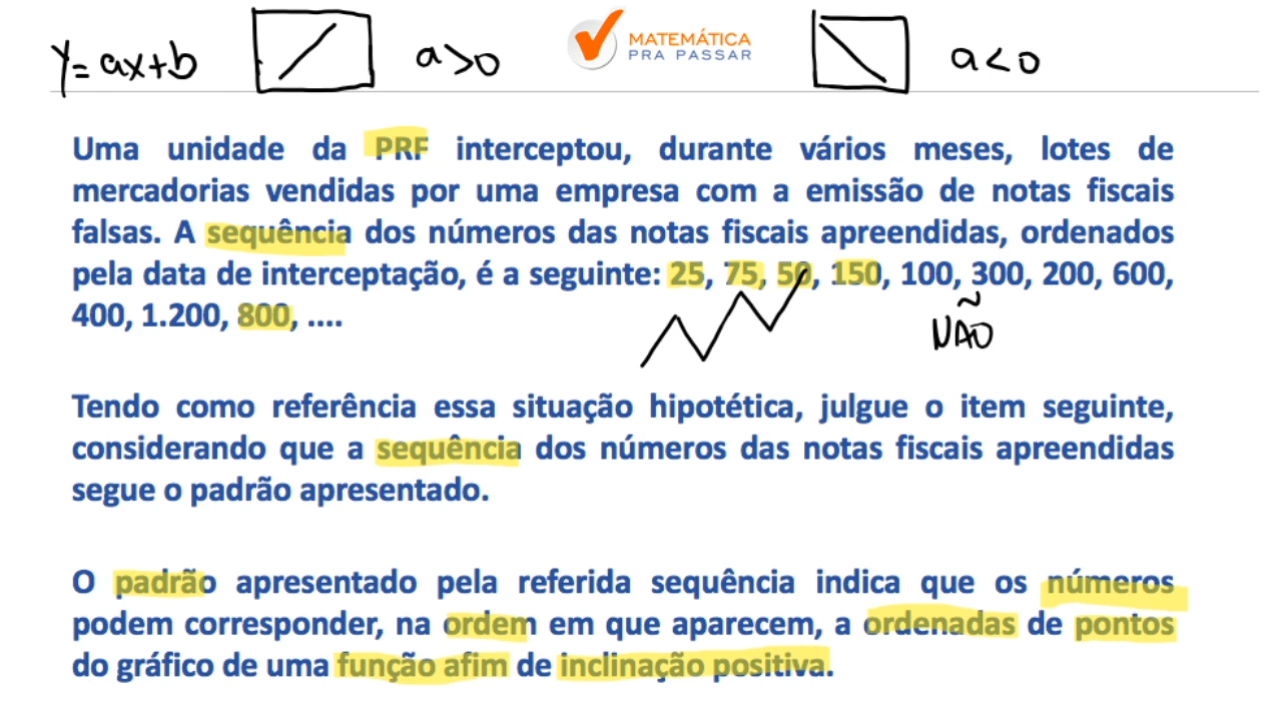 y=ax+b
a>0
MATEMÁTICA
PRA PASSAR
a<0
Uma unidade da PRF interceptou, durante vários meses, lotes de
mercadorias vendidas por uma empresa com a emissão de notas fiscais
falsas. A sequência dos números das notas fiscais apreendidas, ordenados
pela data de interceptação, é a seguinte: 25, 75, 50, 150, 100, 300, 200, 600,
400, 1.200, 800, ....
NÃO
Tendo como referência essa situação hipotética, julgue o item seguinte,
considerando que a sequência dos números das notas fiscais apreendidas
segue o padrão apresentado.
O padrão apresentado pela referida sequência indica que os números
podem corresponder, na ordem em que aparecem, a ordenadas de pontos
do gráfico de uma função afim de inclinação positiva.